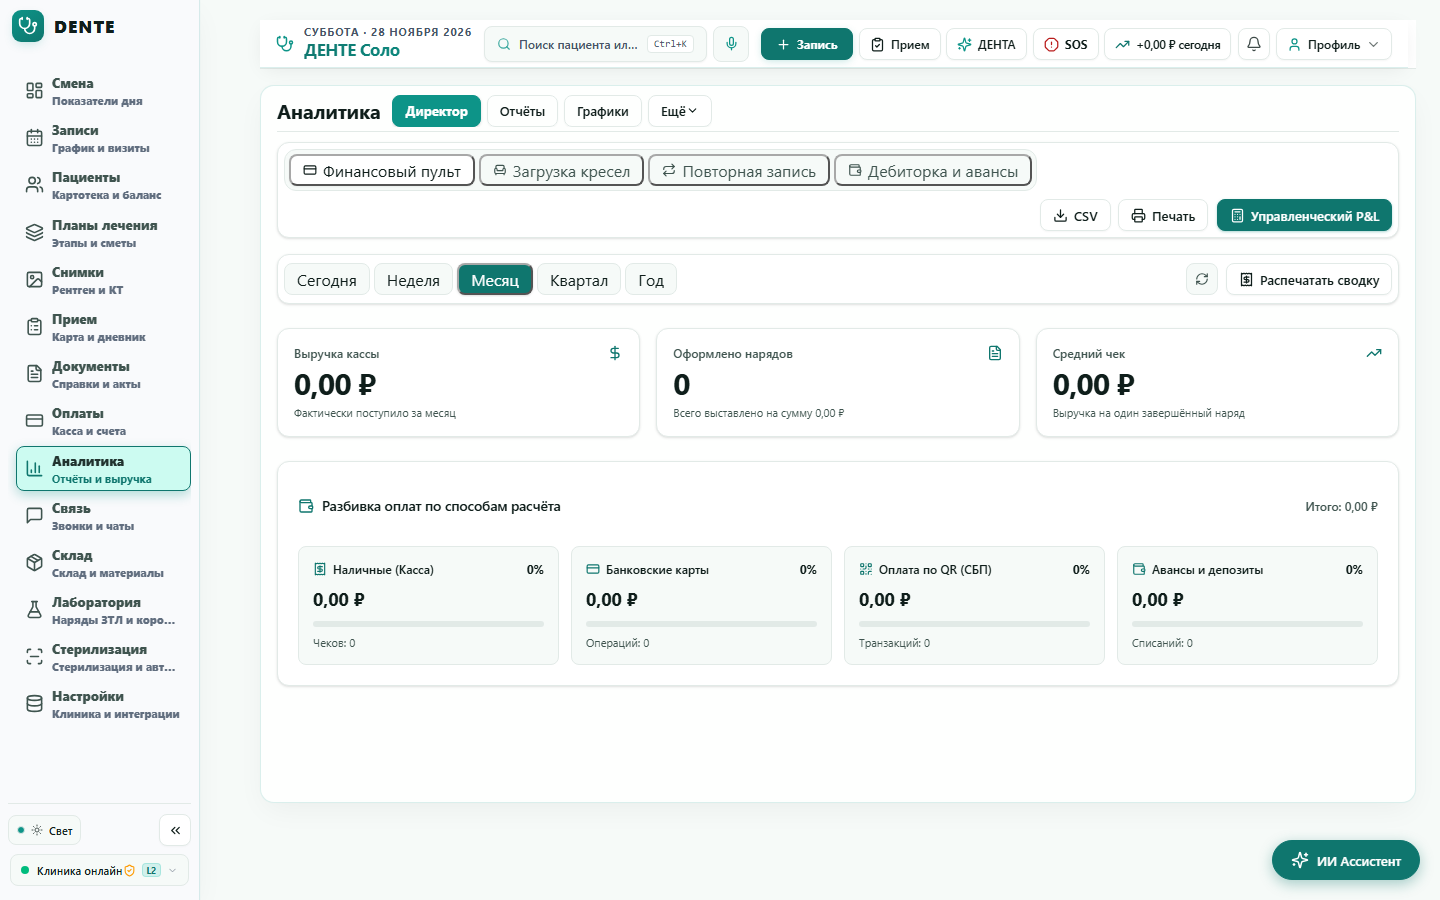 DENTE
Смена
Показатели дня
Записи
График и визиты
Пациенты
Картотека и баланс
Планы лечения
Этапы и сметы
Снимки
Рентген и КТ
Прием
Карта и дневник
Документы
Справки и акты
Оплаты
Касса и счета
Аналитика
Отчёты и выручка
Связь
Звонки и чаты
Склад
Склад и материалы
Лаборатория
Наряды ЗТЛ и коро...
Стерилизация
Стерилизация и авт...
Настройки
Клиника и интеграции
Свет
Клиника онлайн L2
СУББОТА · 28 НОЯБРЯ 2026
ДЕНТЕ Соло
Поиск пациента ил... Ctrl+K
Запись
Прием
ДЕНТА
SOS
+0,00 ₽ сегодня
Профиль
Аналитика
Директор
Отчёты
Графики
Ещё
Финансовый пульт
Загрузка кресел
Повторная запись
Дебиторка и авансы
CSV
Печать
Управленческий P&L
Сегодня
Неделя
Месяц
Квартал
Год
Распечатать сводку
Выручка кассы
0,00 ₽
Фактически поступило за месяц
Оформлено нарядов
0
Всего выставлено на сумму 0,00 ₽
Средний чек
0,00 ₽
Выручка на один завершённый наряд
Разбивка оплат по способам расчёта
Итого: 0,00 ₽
Наличные (Касса) 0%
0,00 ₽
Чеков: 0
Банковские карты 0%
0,00 ₽
Операций: 0
Оплата по QR (СБП) 0%
0,00 ₽
Транзакций: 0
Авансы и депозиты 0%
0,00 ₽
Списаний: 0
ИИ Ассистент